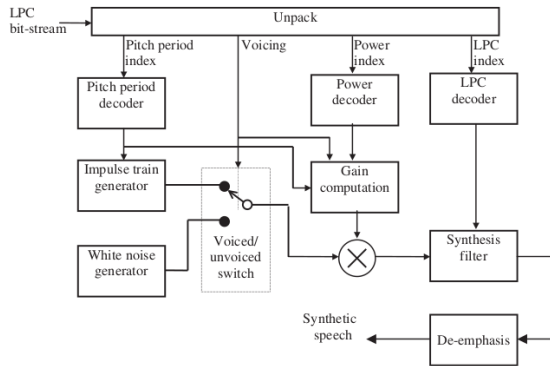 LPC
bit-stream
Unpack
Pitch period
index
Voicing
Power
index
LPC
index
Pitch period
decoder
Power
decoder
LPC
decoder
Impulse train
generator
Gain
computation
White noise
generator
Voiced/
unvoiced
switch
Synthesis
filter
Synthetic
speech
De-emphasis